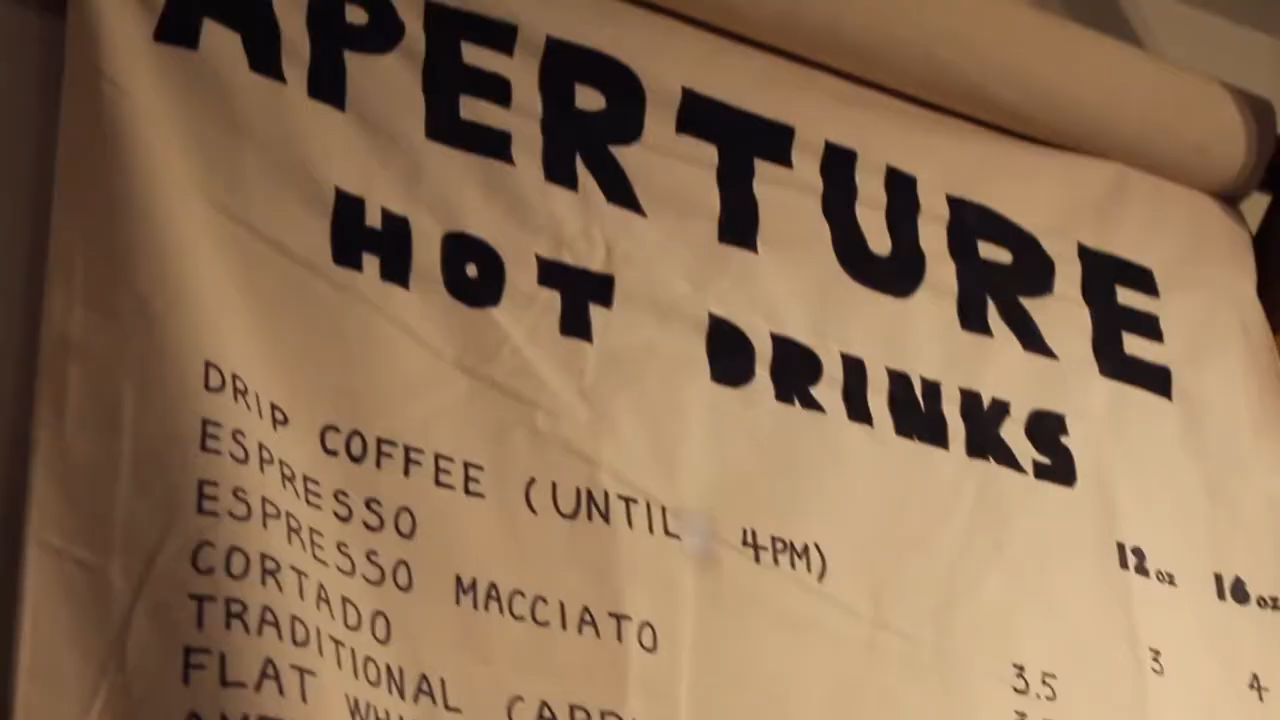 APERTURE
HOT DRINKS
12oz 16oz
DRIP COFFEE (UNTIL 4PM) 3 4
ESPRESSO 3.5
ESPRESSO MACCIATO
CORTADO
TRADITIONAL
FLAT